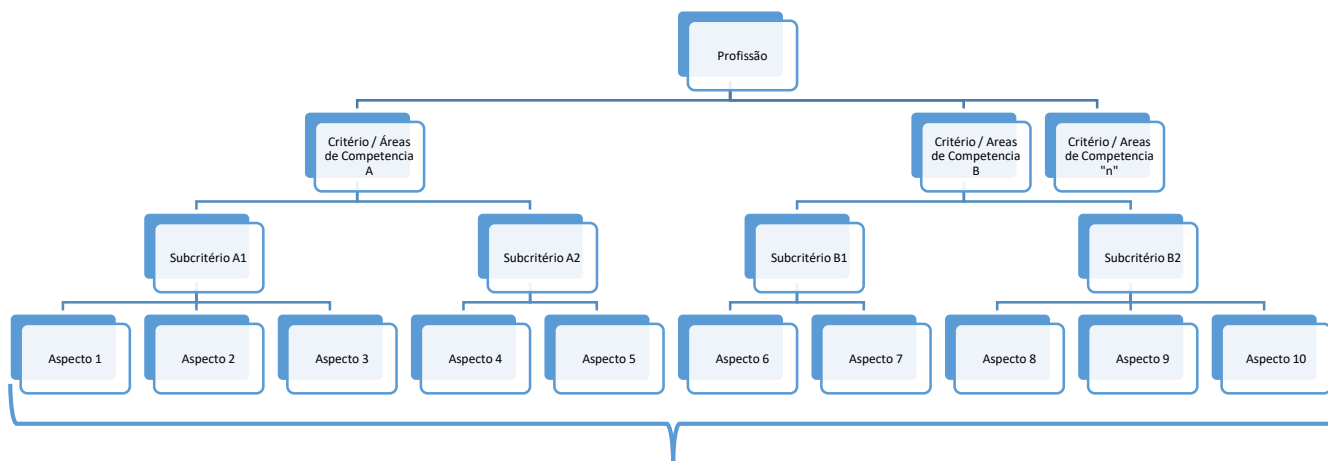 Profissão
Critério / Áreas
de Competencia
A
Critério / Areas
de Competencia
B
Critério / Areas
de Competencia
"n"
Subcritério A1
Subcritério A2
Subcritério B1
Subcritério B2
Aspecto 1
Aspecto 2
Aspecto 3
Aspecto 4
Aspecto 5
Aspecto 6
Aspecto 7
Aspecto 8
Aspecto 9
Aspecto 10